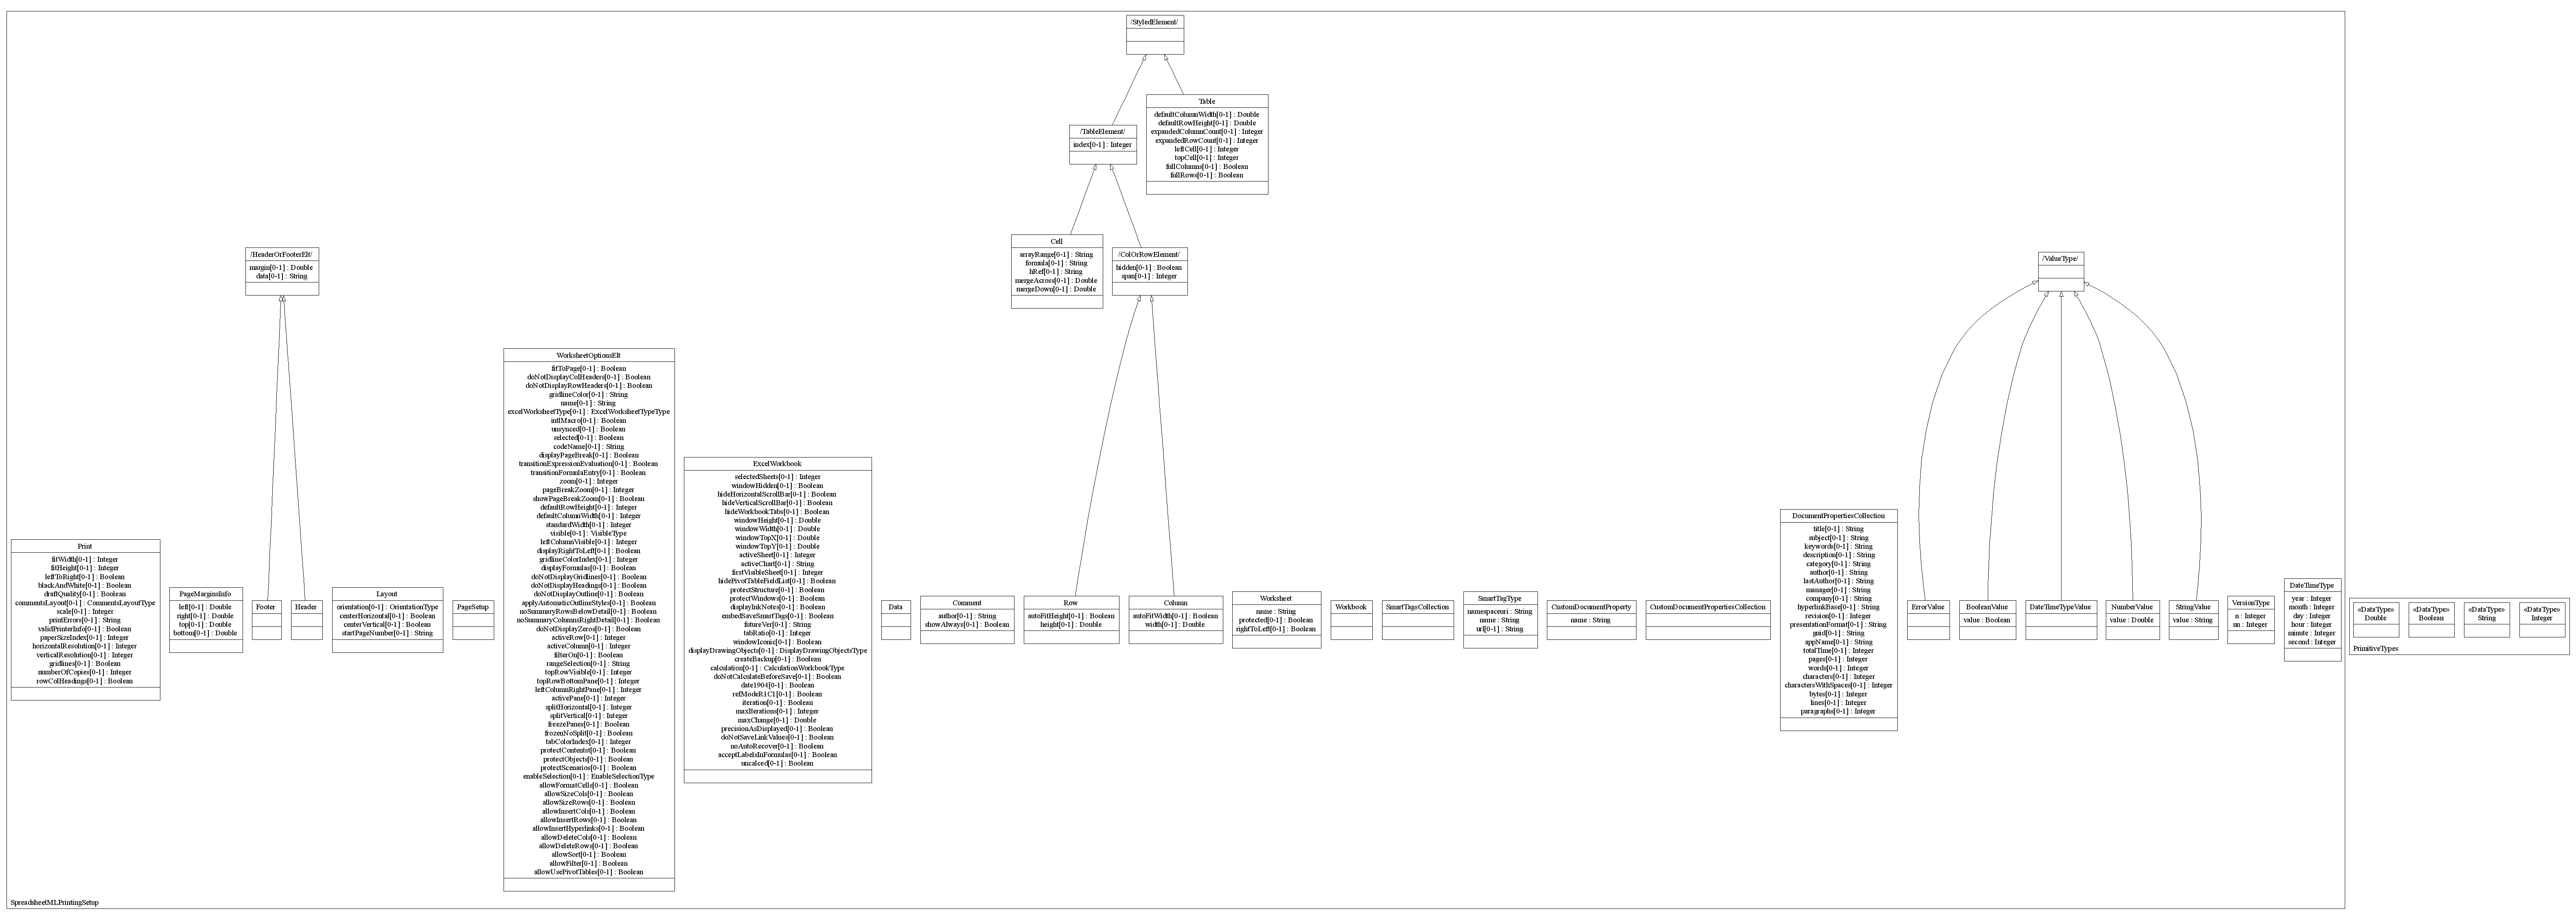 /StyledElement/
Table
defaultColumnWidth[0-1] : Double
defaultRowHeight[0-1] : Double
expandedColumnCount[0-1] : Integer
expandedRowCount[0-1] : Integer
leftCell[0-1] : Integer
topCell[0-1] : Integer
fullColumns[0-1] : Boolean
fullRows[0-1] : Boolean
/TableElement/
index[0-1] : Integer
Cell
arrayRange[0-1] : String
formula[0-1] : String
hRef[0-1] : String
mergeAcross[0-1] : Double
mergeDown[0-1] : Double
/ColOrRowElement/
hidden[0-1] : Boolean
span[0-1] : Integer
/HeaderOrFooterElt/
margin[0-1] : Double
data[0-1] : String
/ValueType/
Print
fitWidth[0-1] : Integer
fitHeight[0-1] : Integer
leftToRight[0-1] : Boolean
blackAndWhite[0-1] : Boolean
draftQuality[0-1] : Boolean
commentsLayout[0-1] : CommentsLayoutType
scale[0-1] : Integer
printErrors[0-1] : String
validPrinterInfo[0-1] : Boolean
paperSizeIndex[0-1] : Integer
horizontalResolution[0-1] : Integer
verticalResolution[0-1] : Integer
gridlines[0-1] : Boolean
numberOfCopies[0-1] : Integer
rowColHeadings[0-1] : Boolean
PageMarginsInfo
left[0-1] : Double
right[0-1] : Double
top[0-1] : Double
bottom[0-1] : Double
Footer
Header
Layout
orientation[0-1] : OrientationType
centerHorizontal[0-1] : Boolean
centerVertical[0-1] : Boolean
startPageNumber[0-1] : String
PageSetup
WorksheetOptionsElt
fitToPage[0-1] : Boolean
doNotDisplayColHeaders[0-1] : Boolean
doNotDisplayRowHeaders[0-1] : Boolean
gridlineColor[0-1] : String
name[0-1] : String
excelWorksheetType[0-1] : ExcelWorksheetTypeType
intlMacro[0-1] : Boolean
unsynced[0-1] : Boolean
selected[0-1] : Boolean
codeName[0-1] : String
displayPageBreak[0-1] : Boolean
transitionExpressionEvaluation[0-1] : Boolean
transitionFormulaEntry[0-1] : Boolean
zoom[0-1] : Integer
pageBreakZoom[0-1] : Integer
showPageBreakZoom[0-1] : Boolean
defaultRowHeight[0-1] : Integer
defaultColumnWidth[0-1] : Integer
standardWidth[0-1] : Integer
visible[0-1] : VisibleType
leftColumnVisible[0-1] : Integer
displayRightToLeft[0-1] : Boolean
gridlineColorIndex[0-1] : Integer
displayFormulas[0-1] : Boolean
doNotDisplayGridlines[0-1] : Boolean
doNotDisplayHeadings[0-1] : Boolean
doNotDisplayOutline[0-1] : Boolean
applyAutomaticOutlineStyles[0-1] : Boolean
noSummaryRowsBelowDetail[0-1] : Boolean
noSummaryColumnsRightDetail[0-1] : Boolean
doNotDisplayZeros[0-1] : Boolean
activeRow[0-1] : Integer
activeColumn[0-1] : Integer
filterOn[0-1] : Boolean
rangeSelection[0-1] : String
topRowVisible[0-1] : Integer
topRowBottomPane[0-1] : Integer
leftColumnRightPane[0-1] : Integer
activePane[0-1] : Integer
splitHorizontal[0-1] : Integer
splitVertical[0-1] : Integer
freezePanes[0-1] : Boolean
frozenNoSplit[0-1] : Boolean
tabColorIndex[0-1] : Integer
protectContents[0-1] : Boolean
protectObjects[0-1] : Boolean
protectScenarios[0-1] : Boolean
enableSelection[0-1] : EnableSelectionType
allowFormatCells[0-1] : Boolean
allowSizeCols[0-1] : Boolean
allowSizeRows[0-1] : Boolean
allowInsertCols[0-1] : Boolean
allowInsertRows[0-1] : Boolean
allowInsertHyperlinks[0-1] : Boolean
allowDeleteCols[0-1] : Boolean
allowDeleteRows[0-1] : Boolean
allowSort[0-1] : Boolean
allowFilter[0-1] : Boolean
allowUsePivotTables[0-1] : Boolean
ExcelWorkbook
selectedSheets[0-1] : Integer
windowHidden[0-1] : Boolean
hideHorizontalScrollBar[0-1] : Boolean
hideVerticalScrollBar[0-1] : Boolean
hideWorkbookTabs[0-1] : Boolean
windowHeight[0-1] : Double
windowWidth[0-1] : Double
windowTopX[0-1] : Double
windowTopY[0-1] : Double
activeSheet[0-1] : Integer
activeChart[0-1] : String
firstVisibleSheet[0-1] : Integer
hidePivotTableFieldList[0-1] : Boolean
protectStructure[0-1] : Boolean
protectWindows[0-1] : Boolean
displayInkNotes[0-1] : Boolean
embedSaveSmartTags[0-1] : Boolean
futureVer[0-1] : String
tabRatio[0-1] : Integer
windowIconic[0-1] : Boolean
displayDrawingObjects[0-1] : DisplayDrawingObjectsType
createBackup[0-1] : Boolean
calculation[0-1] : CalculationWorkbookType
doNotCalculateBeforeSave[0-1] : Boolean
date1904[0-1] : Boolean
refModeR1C1[0-1] : Boolean
iteration[0-1] : Boolean
maxIterations[0-1] : Integer
maxChange[0-1] : Double
precisionAsDisplayed[0-1] : Boolean
doNotSaveLinkValues[0-1] : Boolean
noAutoRecover[0-1] : Boolean
acceptLabelsInFormulas[0-1] : Boolean
uncalced[0-1] : Boolean
Data
Comment
author[0-1] : String
showAlways[0-1] : Boolean
Row
autoFitHeight[0-1] : Boolean
height[0-1] : Double
Column
autoFitWidth[0-1] : Boolean
width[0-1] : Double
Worksheet
name : String
protected[0-1] : Boolean
rightToLeft[0-1] : Boolean
Workbook
SmartTagsCollection
SmartTagType
namespaceuri : String
name : String
url[0-1] : String
CustomDocumentProperty
name : String
CustomDocumentPropertiesCollection
DocumentPropertiesCollection
title[0-1] : String
subject[0-1] : String
keywords[0-1] : String
description[0-1] : String
category[0-1] : String
author[0-1] : String
lastAuthor[0-1] : String
manager[0-1] : String
company[0-1] : String
hyperlinkBase[0-1] : String
revision[0-1] : Integer
presentationFormat[0-1] : String
guid[0-1] : String
appName[0-1] : String
totalTime[0-1] : Integer
pages[0-1] : Integer
words[0-1] : Integer
characters[0-1] : Integer
charactersWithSpaces[0-1] : Integer
bytes[0-1] : Integer
lines[0-1] : Integer
paragraphs[0-1] : Integer
ErrorValue
BooleanValue
value : Boolean
DateTimeTypeValue
NumberValue
value : Double
StringValue
value : String
VersionType
n : Integer
nn : Integer
DateTimeType
year : Integer
month : Integer
day : Integer
hour : Integer
minute : Integer
second : Integer
«DataType»
Double
«DataType»
Boolean
«DataType»
String
«DataType»
Integer
PrimitiveTypes
SpreadsheetMLPrintingSetup